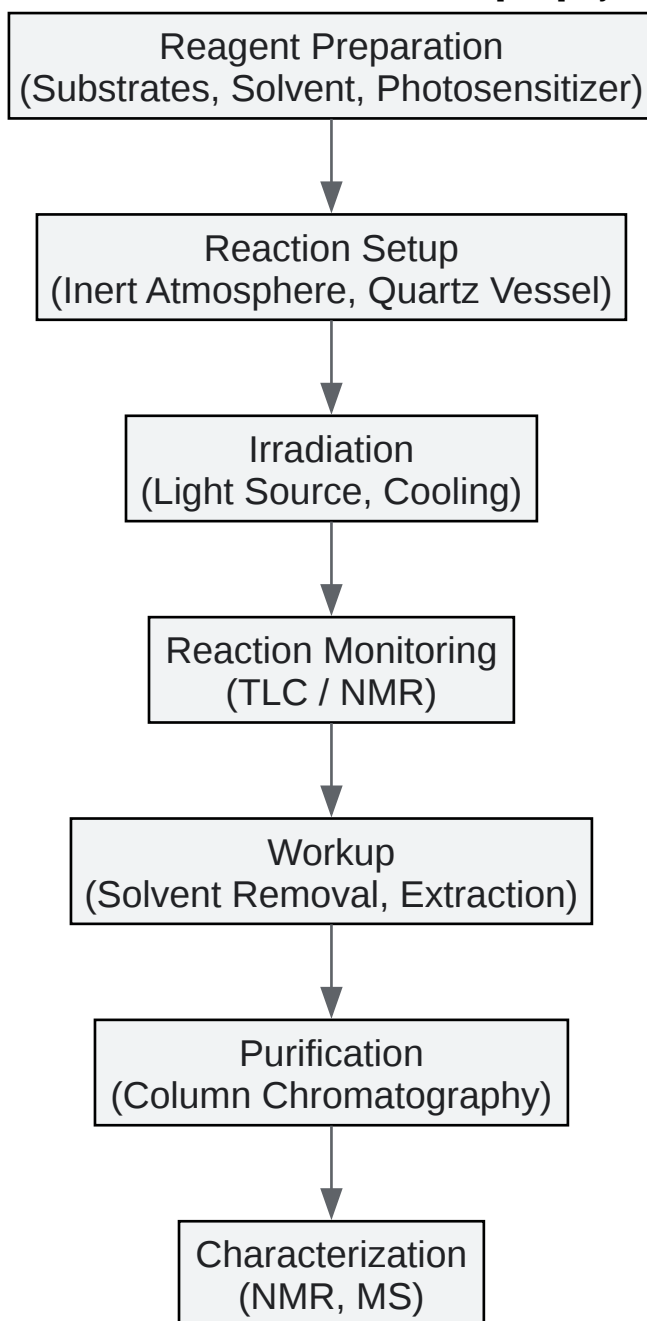 Reagent Preparation
(Substrates, Solvent, Photosensitizer)
Reaction Setup
(Inert Atmosphere, Quartz Vessel)
Irradiation
(Light Source, Cooling)
Reaction Monitoring
(TLC / NMR)
Workup
(Solvent Removal, Extraction)
Purification
(Column Chromatography)
Characterization
(NMR, MS)